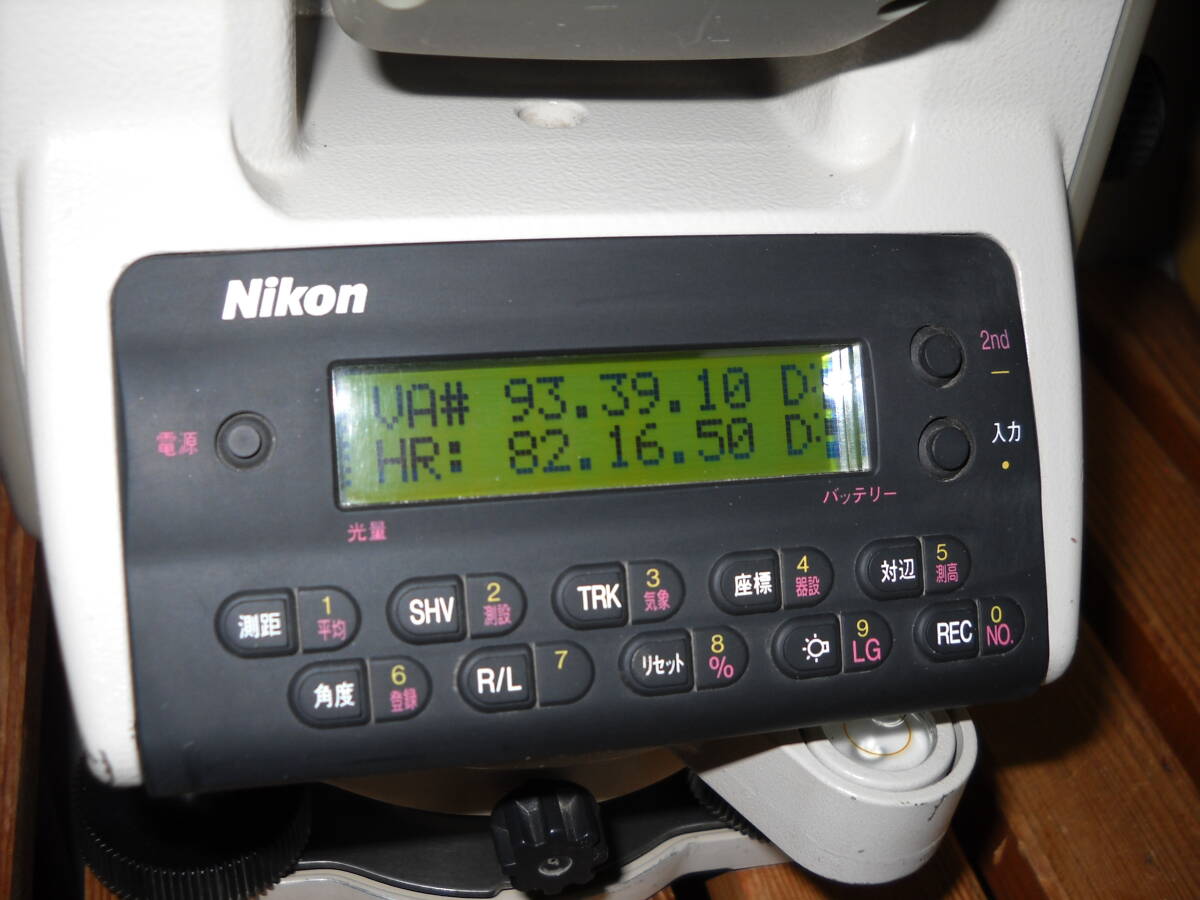 Nikon
2nd
電源
VA# 93.39.10 D
HR: 82.16.50 D
入力
光量
バッテリー
測距 1 平均
SHV 2 測設
TRK 3 気象
座標 4 器設
対辺 5 測高
角度 6 登録
R/L 7
リセット 8 %
9 LG
REC 0 NO.